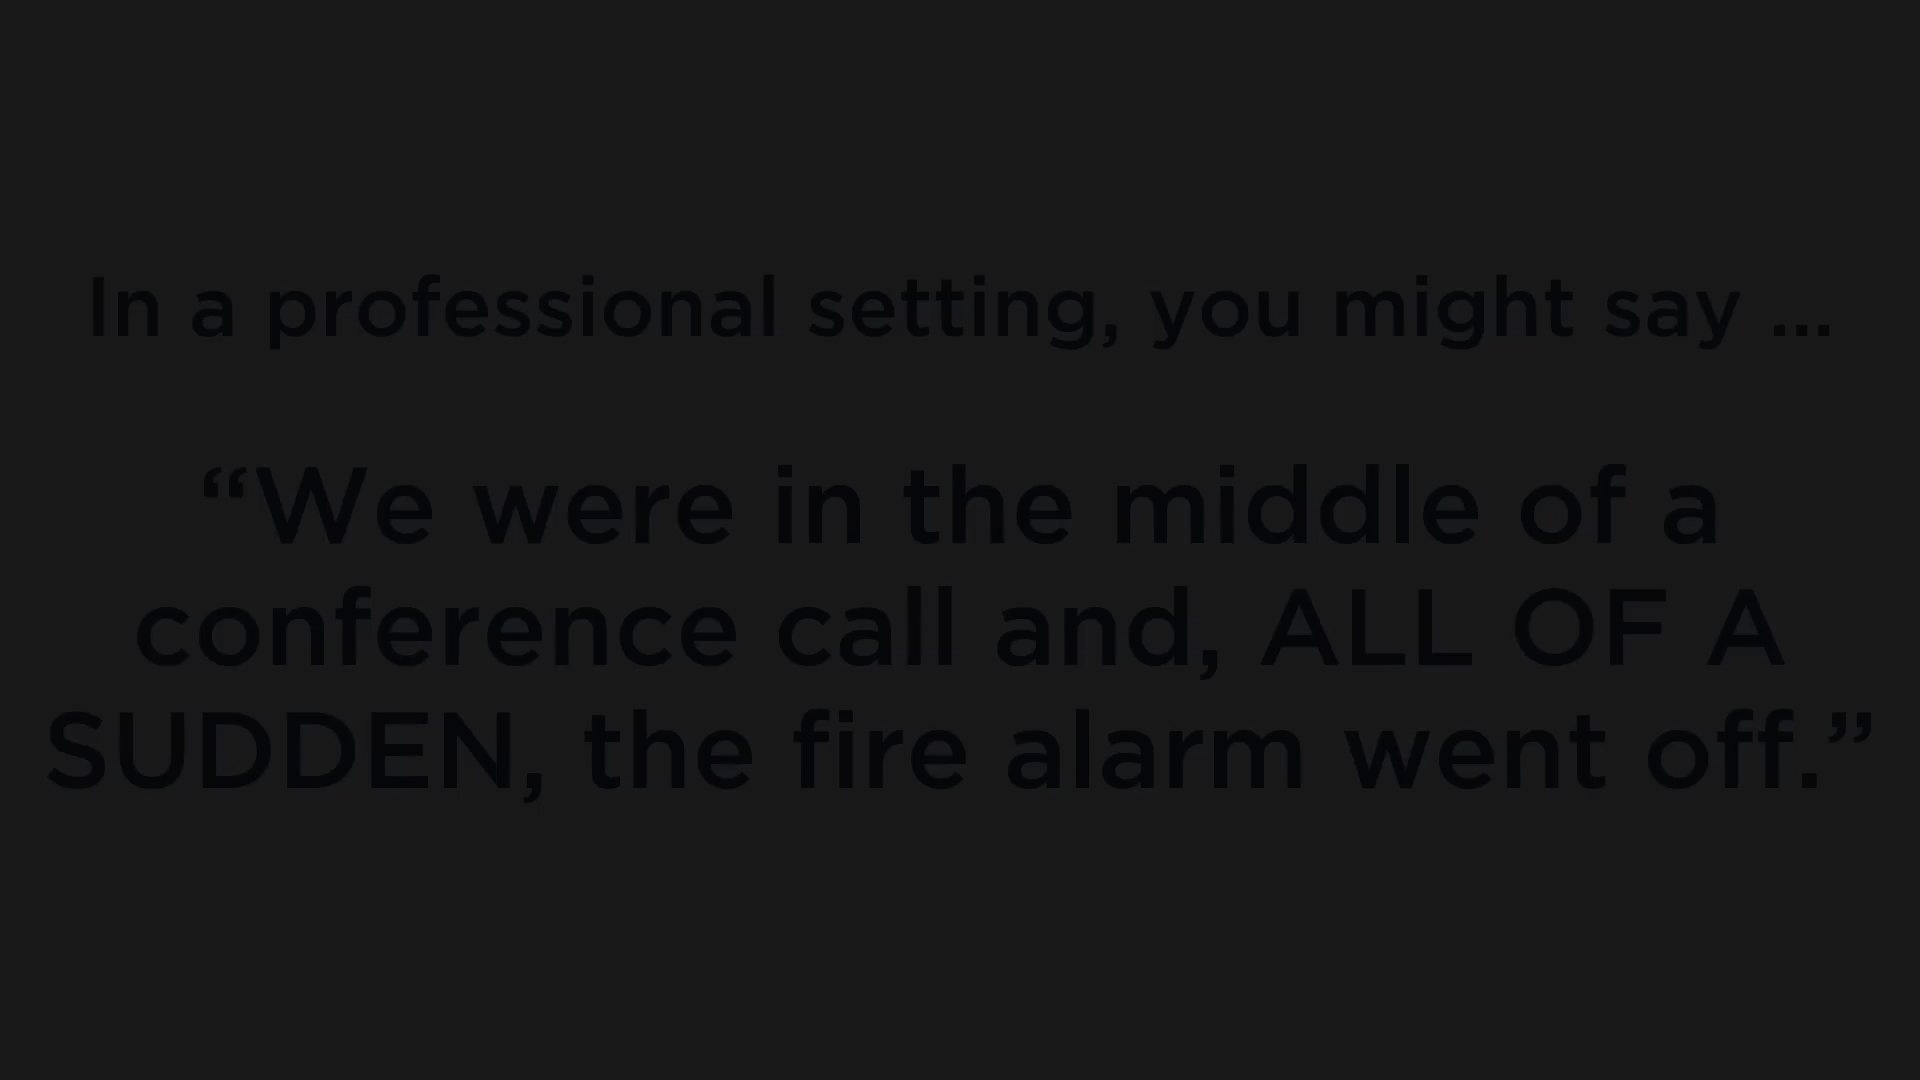 In a professional setting, you might say ...
“We were in the middle of a
conference call and, ALL OF A
SUDDEN, the fire alarm went off.”